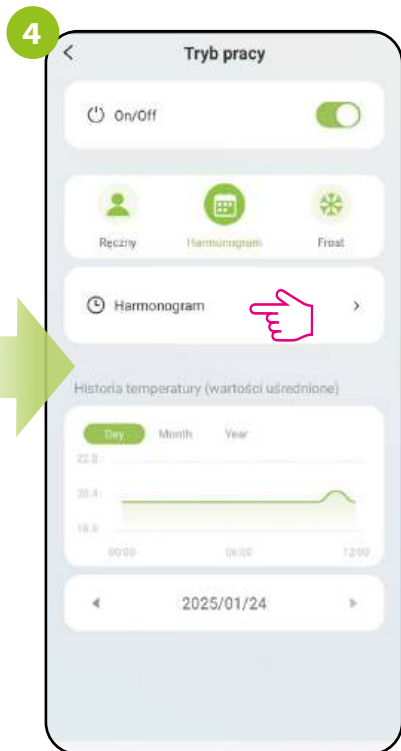 4
Tryb pracy
On/Off
Ręczny Harmonogram Frost
Harmonogram
Historia temperatury (wartości uśrednione)
Day Month Year
22.8
20.4
18.0
00:00 06:00 12:00
2025/01/24